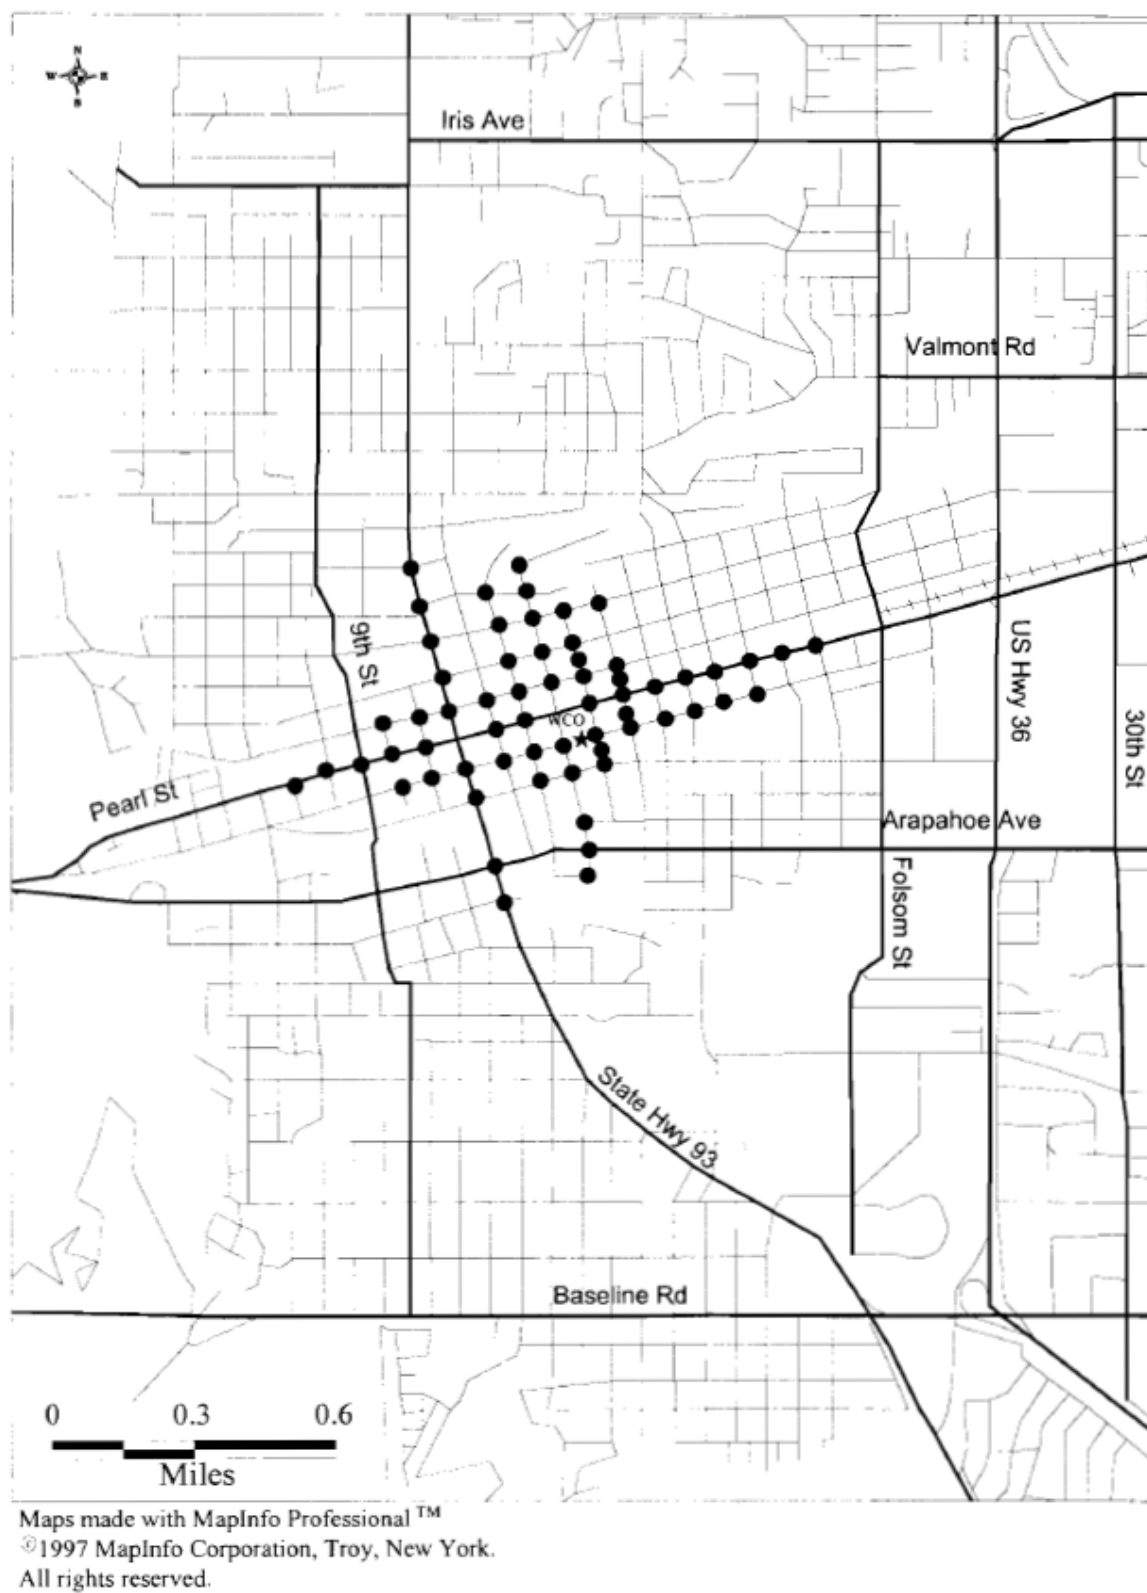 N
W E
S
Iris Ave
Valmont Rd
9th St
US Hwy 36
WCO
30th St
Pearl St
Arapahoe Ave
Folsom St
State Hwy 93
Baseline Rd
0 0.3 0.6
Miles
Maps made with MapInfo Professional™
©1997 MapInfo Corporation, Troy, New York.
All rights reserved.